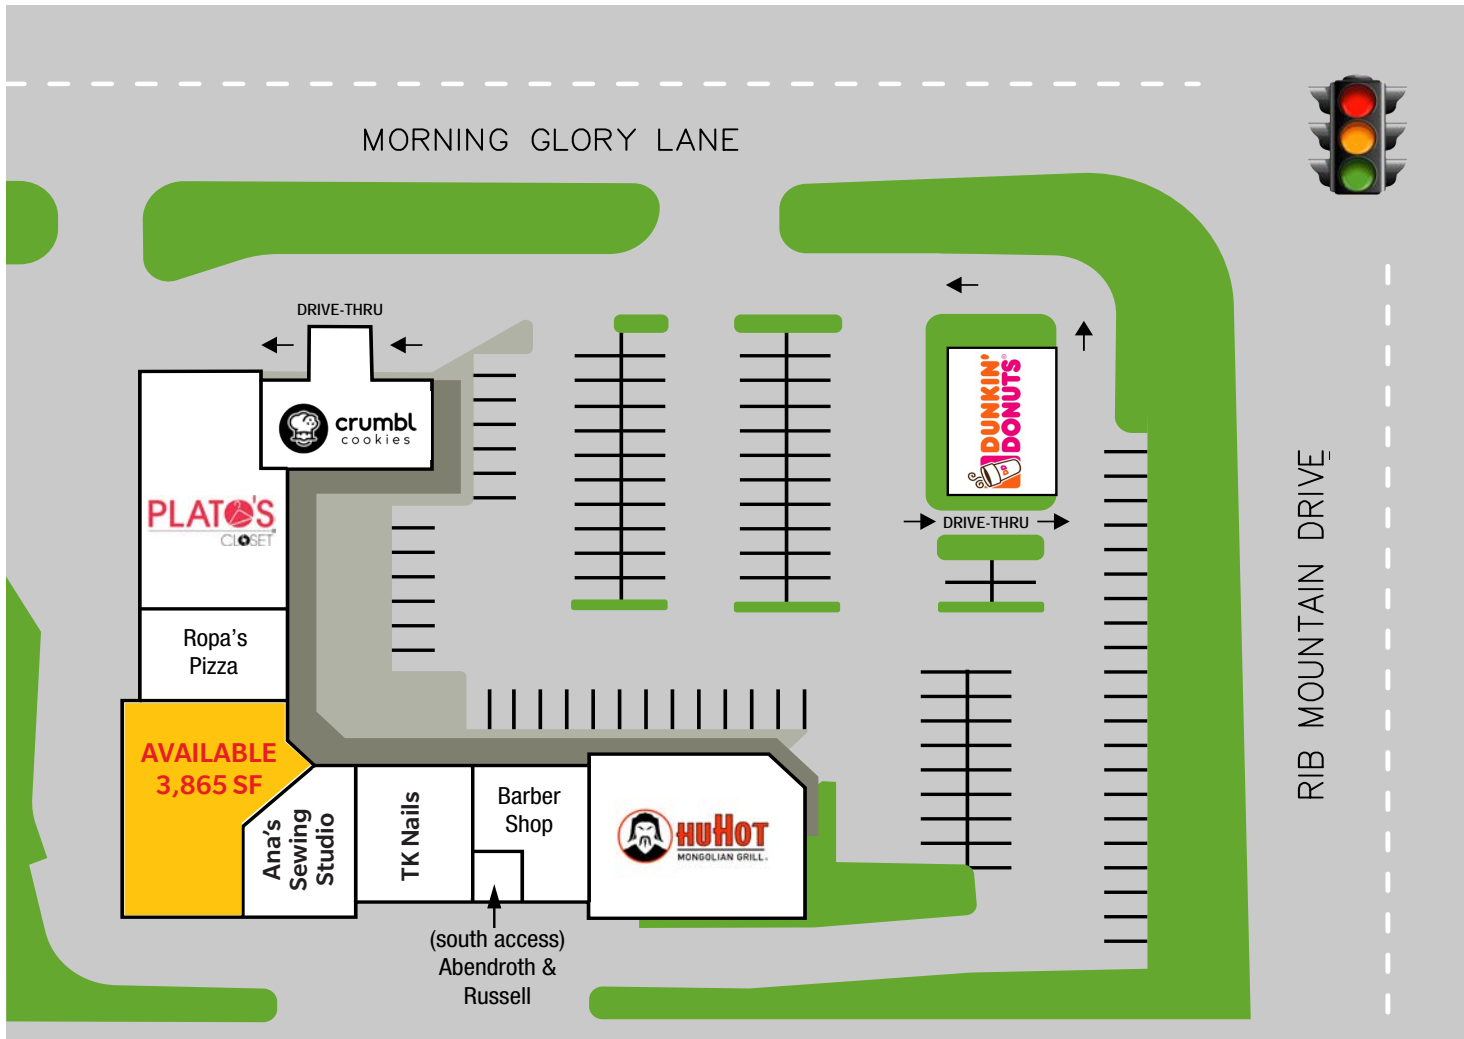 MORNING GLORY LANE
DRIVE-THRU
crumbl
cookies
DUNKIN'
DONUTS
DD
PLATO'S
CLOSET
DRIVE-THRU
RIB MOUNTAIN DRIVE
Ropa's
Pizza
AVAILABLE
3,865 SF
Ana's
Sewing
Studio
TK Nails
Barber
Shop
HUHOT
MONGOLIAN GRILL
(south access)
Abendroth &
Russell